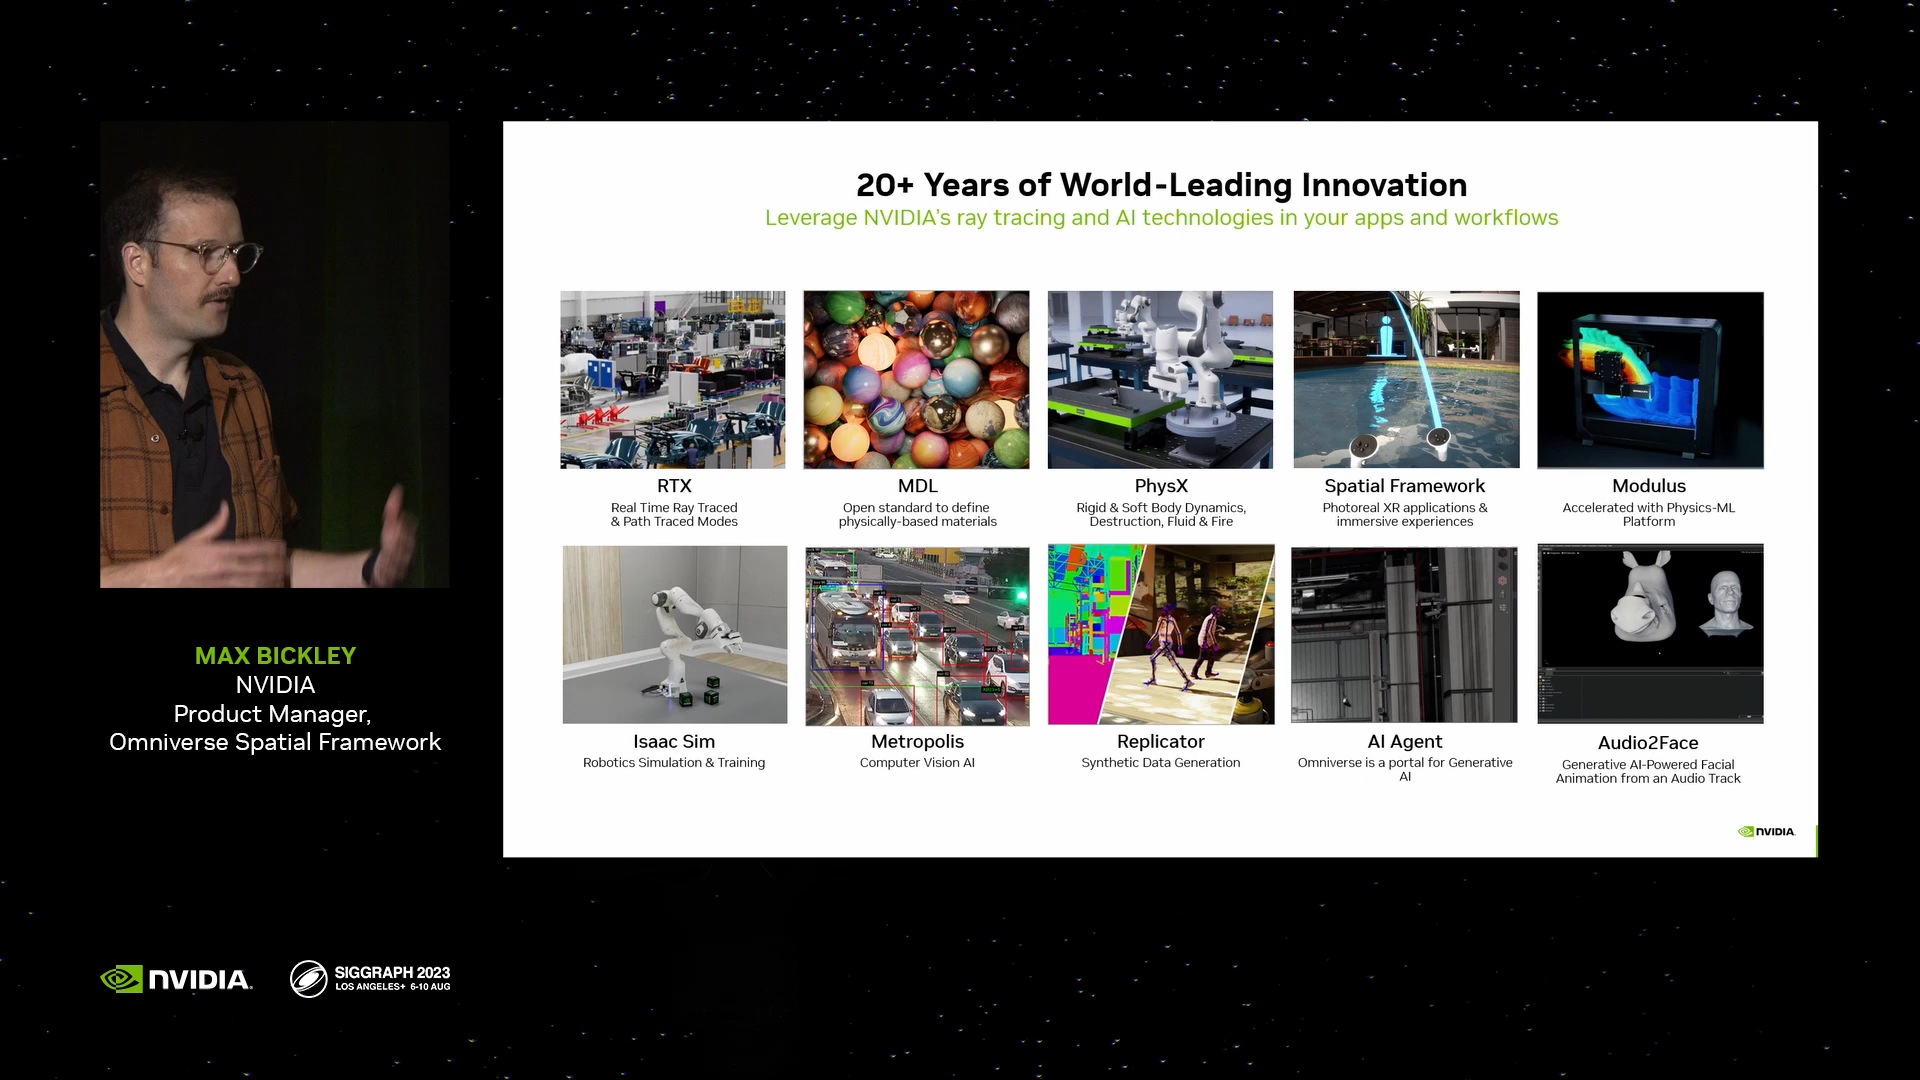 20+ Years of World-Leading Innovation
Leverage NVIDIA's ray tracing and AI technologies in your apps and workflows
RTX
Real Time Ray Traced
& Path Traced Modes
MDL
Open standard to define
physically-based materials
PhysX
Rigid & Soft Body Dynamics,
Destruction, Fluid & Fire
Spatial Framework
Photoreal XR applications &
immersive experiences
Modulus
Accelerated with Physics-ML
Platform
Isaac Sim
Robotics Simulation & Training
Metropolis
Computer Vision AI
Replicator
Synthetic Data Generation
AI Agent
Omniverse is a portal for Generative
AI
Audio2Face
Generative AI-Powered Facial
Animation from an Audio Track
NVIDIA
MAX BICKLEY
NVIDIA
Product Manager,
Omniverse Spatial Framework
NVIDIA.
SIGGRAPH 2023
LOS ANGELES+ 6-10 AUG